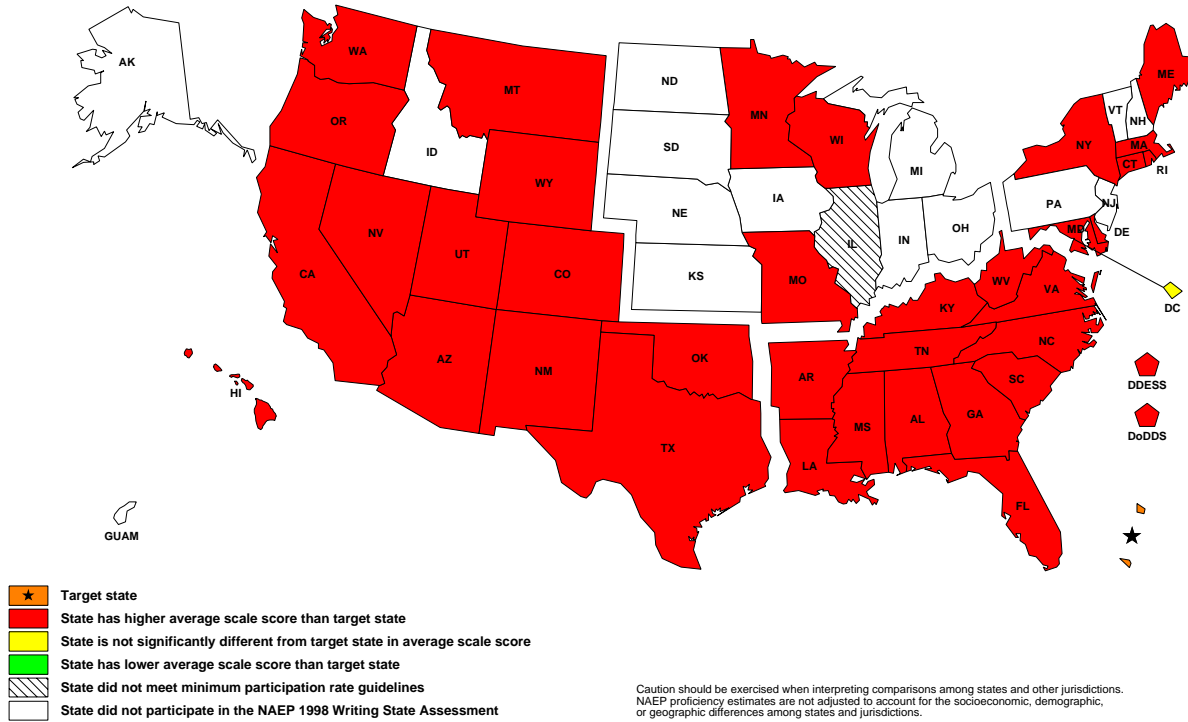 AK
WA
MT
ND
MN
ME
VT
NH
OR
ID
SD
WI
NY
MA
CT
RI
WY
MI
IA
NE
PA
NJ
NV
UT
CO
CA
KS
MO
IL
IN
OH
MD
DE
WV
VA
KY
DC
AZ
NM
OK
AR
TN
NC
SC
DDESS
HI
TX
MS
AL
GA
DoDDS
LA
FL
GUAM
Target state
State has higher average scale score than target state
State is not significantly different from target state in average scale score
State has lower average scale score than target state
State did not meet minimum participation rate guidelines
State did not participate in the NAEP 1998 Writing State Assessment
Caution should be exercised when interpreting comparisons among states and other jurisdictions.
NAEP proficiency estimates are not adjusted to account for the socioeconomic, demographic,
or geographic differences among states and jurisdictions.